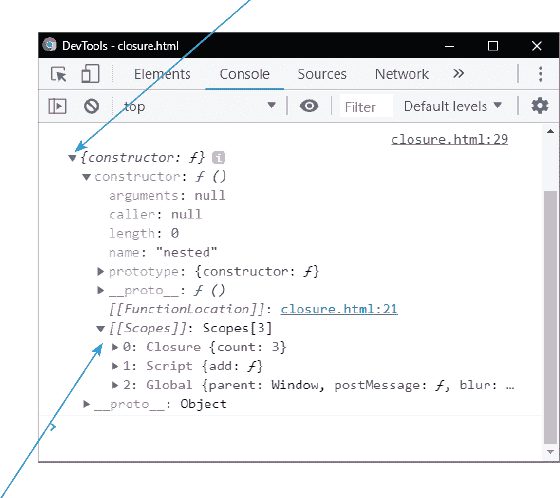 DevTools - closure.html
Elements Console Sources Network »
top Filter Default levels
closure.html:29
{constructor: ƒ} i
constructor: ƒ ()
arguments: null
caller: null
length: 0
name: "nested"
prototype: {constructor: ƒ}
__proto__: ƒ ()
[[FunctionLocation]]: closure.html:21
[[Scopes]]: Scopes[3]
0: Closure {count: 3}
1: Script {add: ƒ}
2: Global {parent: Window, postMessage: ƒ, blur: …
__proto__: Object